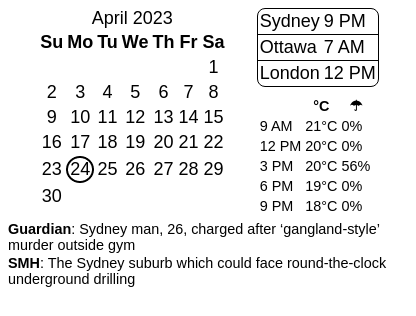 April 2023
Su Mo Tu We Th Fr Sa
1
2 3 4 5 6 7 8
9 10 11 12 13 14 15
16 17 18 19 20 21 22
23 24 25 26 27 28 29
30
Sydney 9 PM
Ottawa 7 AM
London 12 PM
°C ☂
9 AM 21°C 0%
12 PM 20°C 0%
3 PM 20°C 56%
6 PM 19°C 0%
9 PM 18°C 0%
Guardian: Sydney man, 26, charged after ‘gangland-style’
murder outside gym
SMH: The Sydney suburb which could face round-the-clock
underground drilling